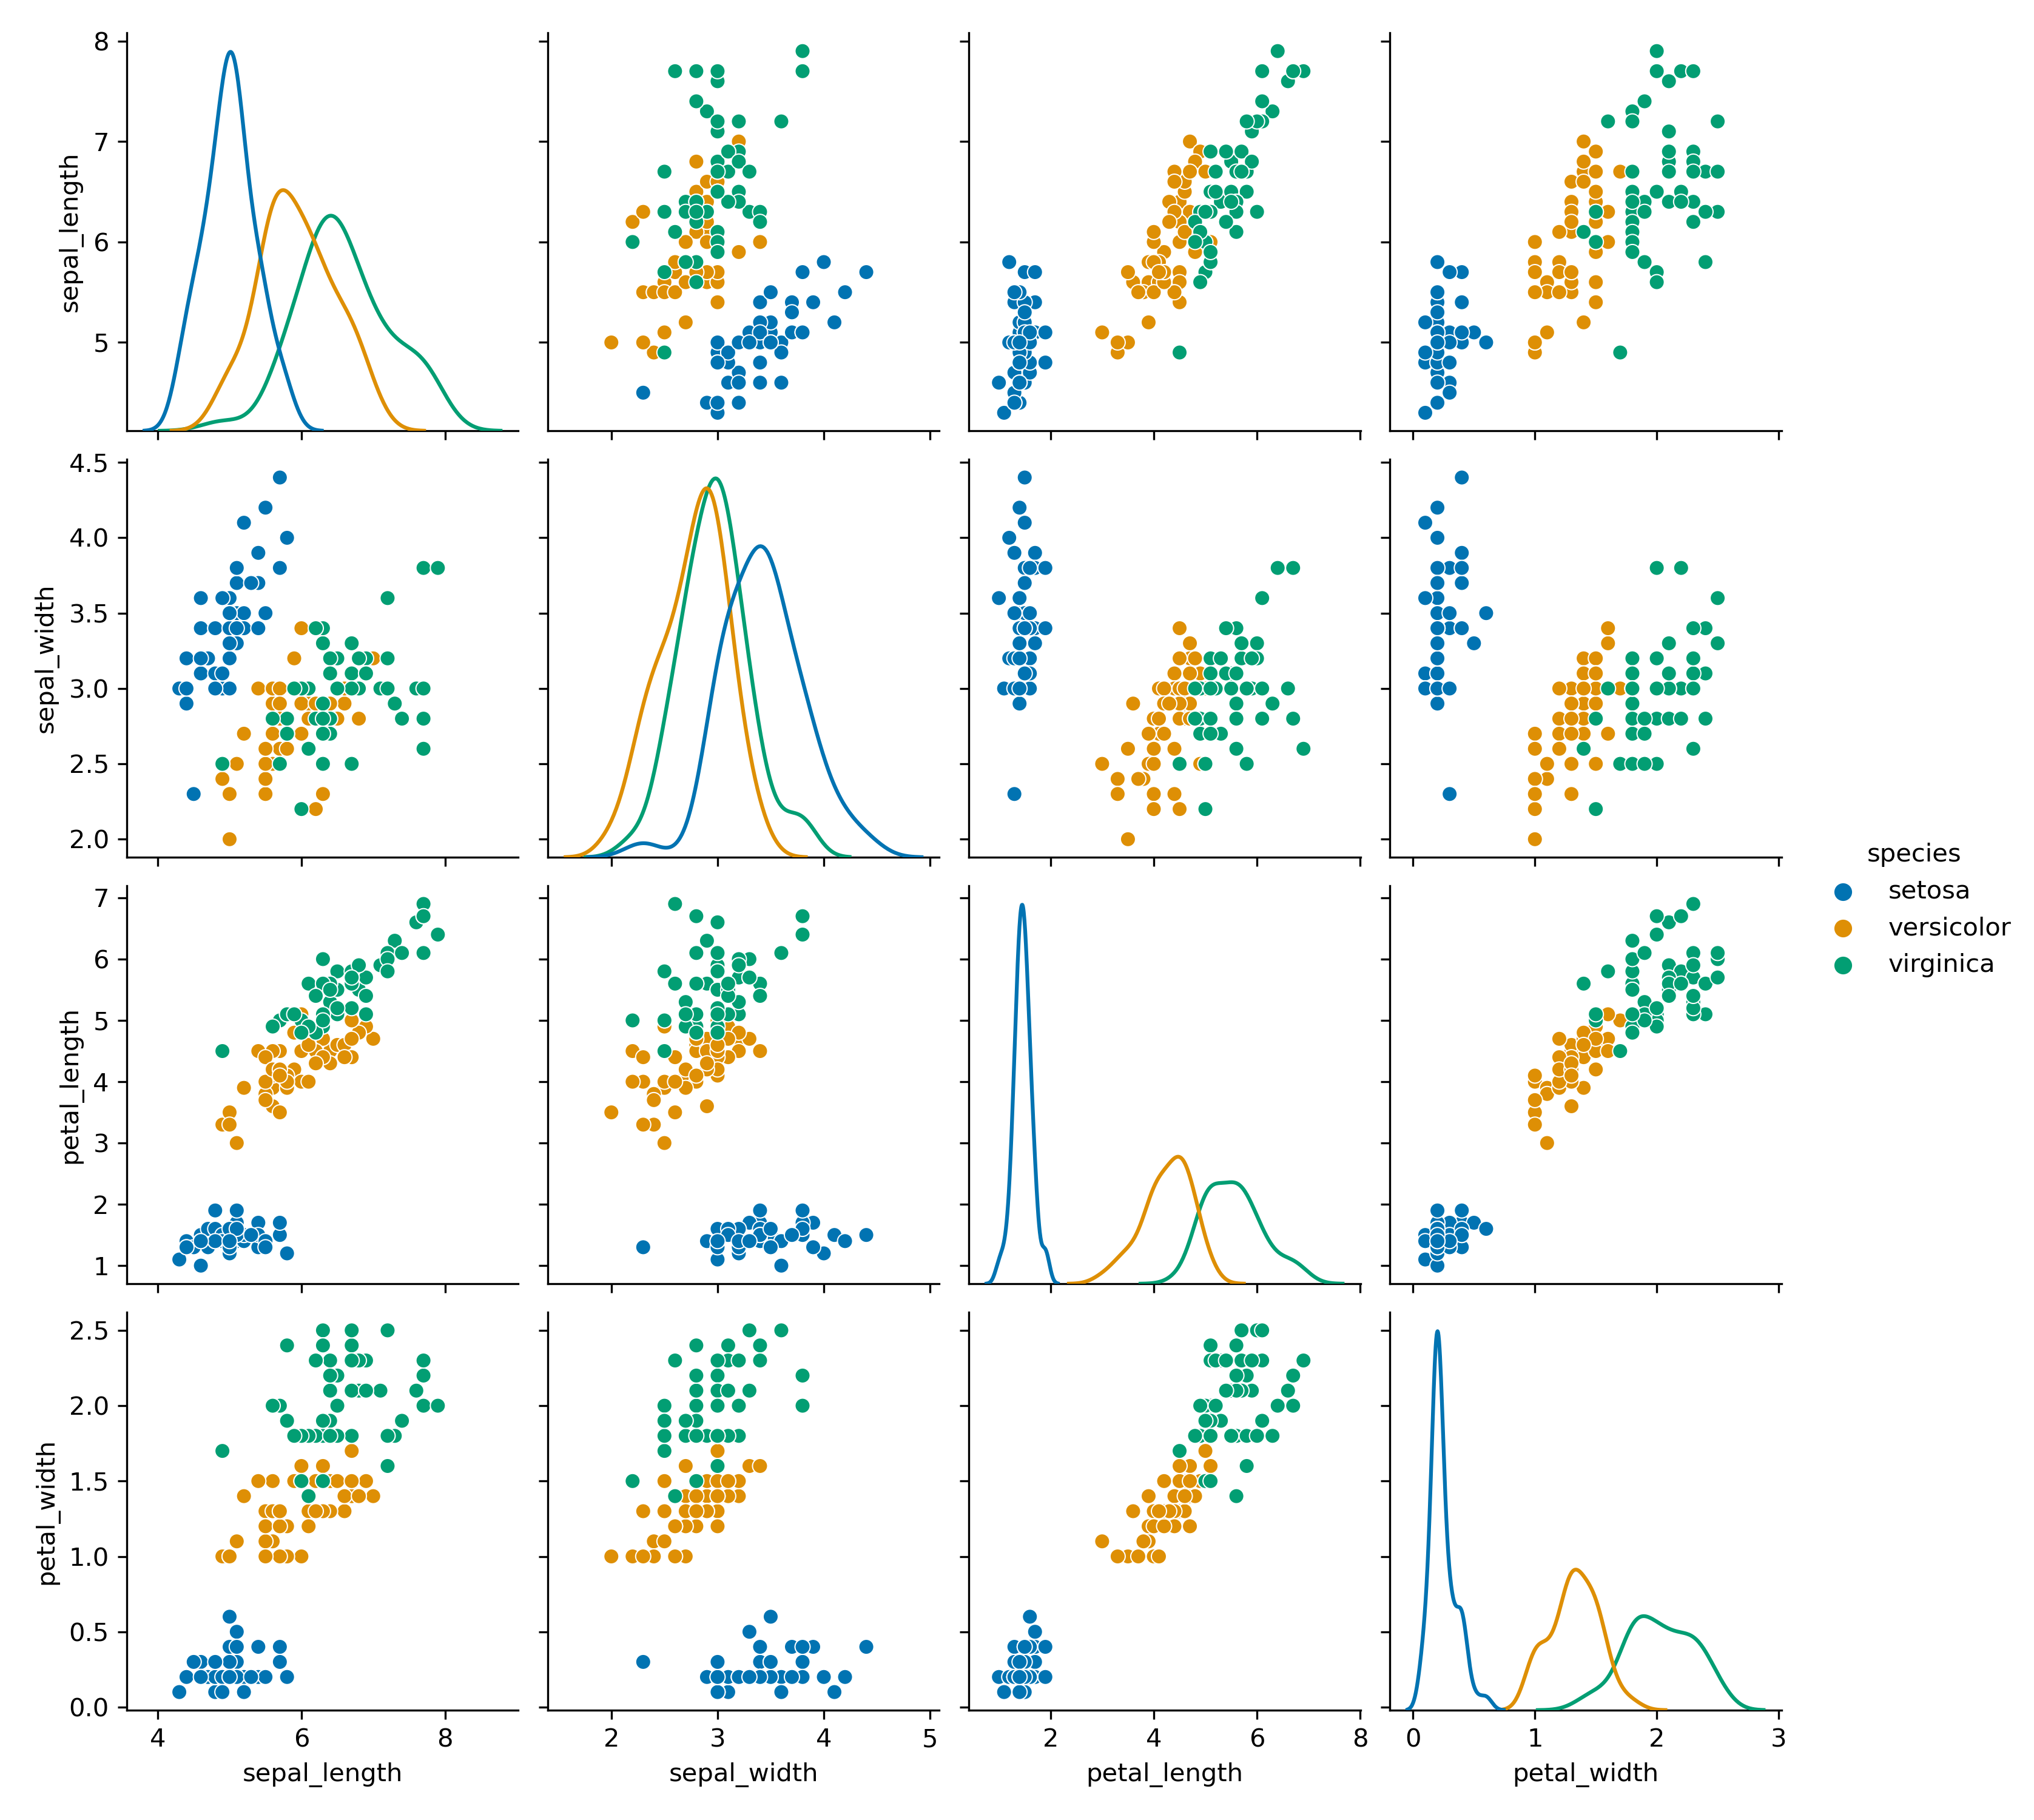 8
7
6
5
sepal_length
4.5
4.0
3.5
3.0
2.5
2.0
sepal_width
7
6
5
4
3
2
1
petal_length
2.5
2.0
1.5
1.0
0.5
0.0
petal_width
4 6 8
2 3 4 5
2 4 6 8
0 1 2 3
sepal_length
sepal_width
petal_length
petal_width
species
setosa
versicolor
virginica